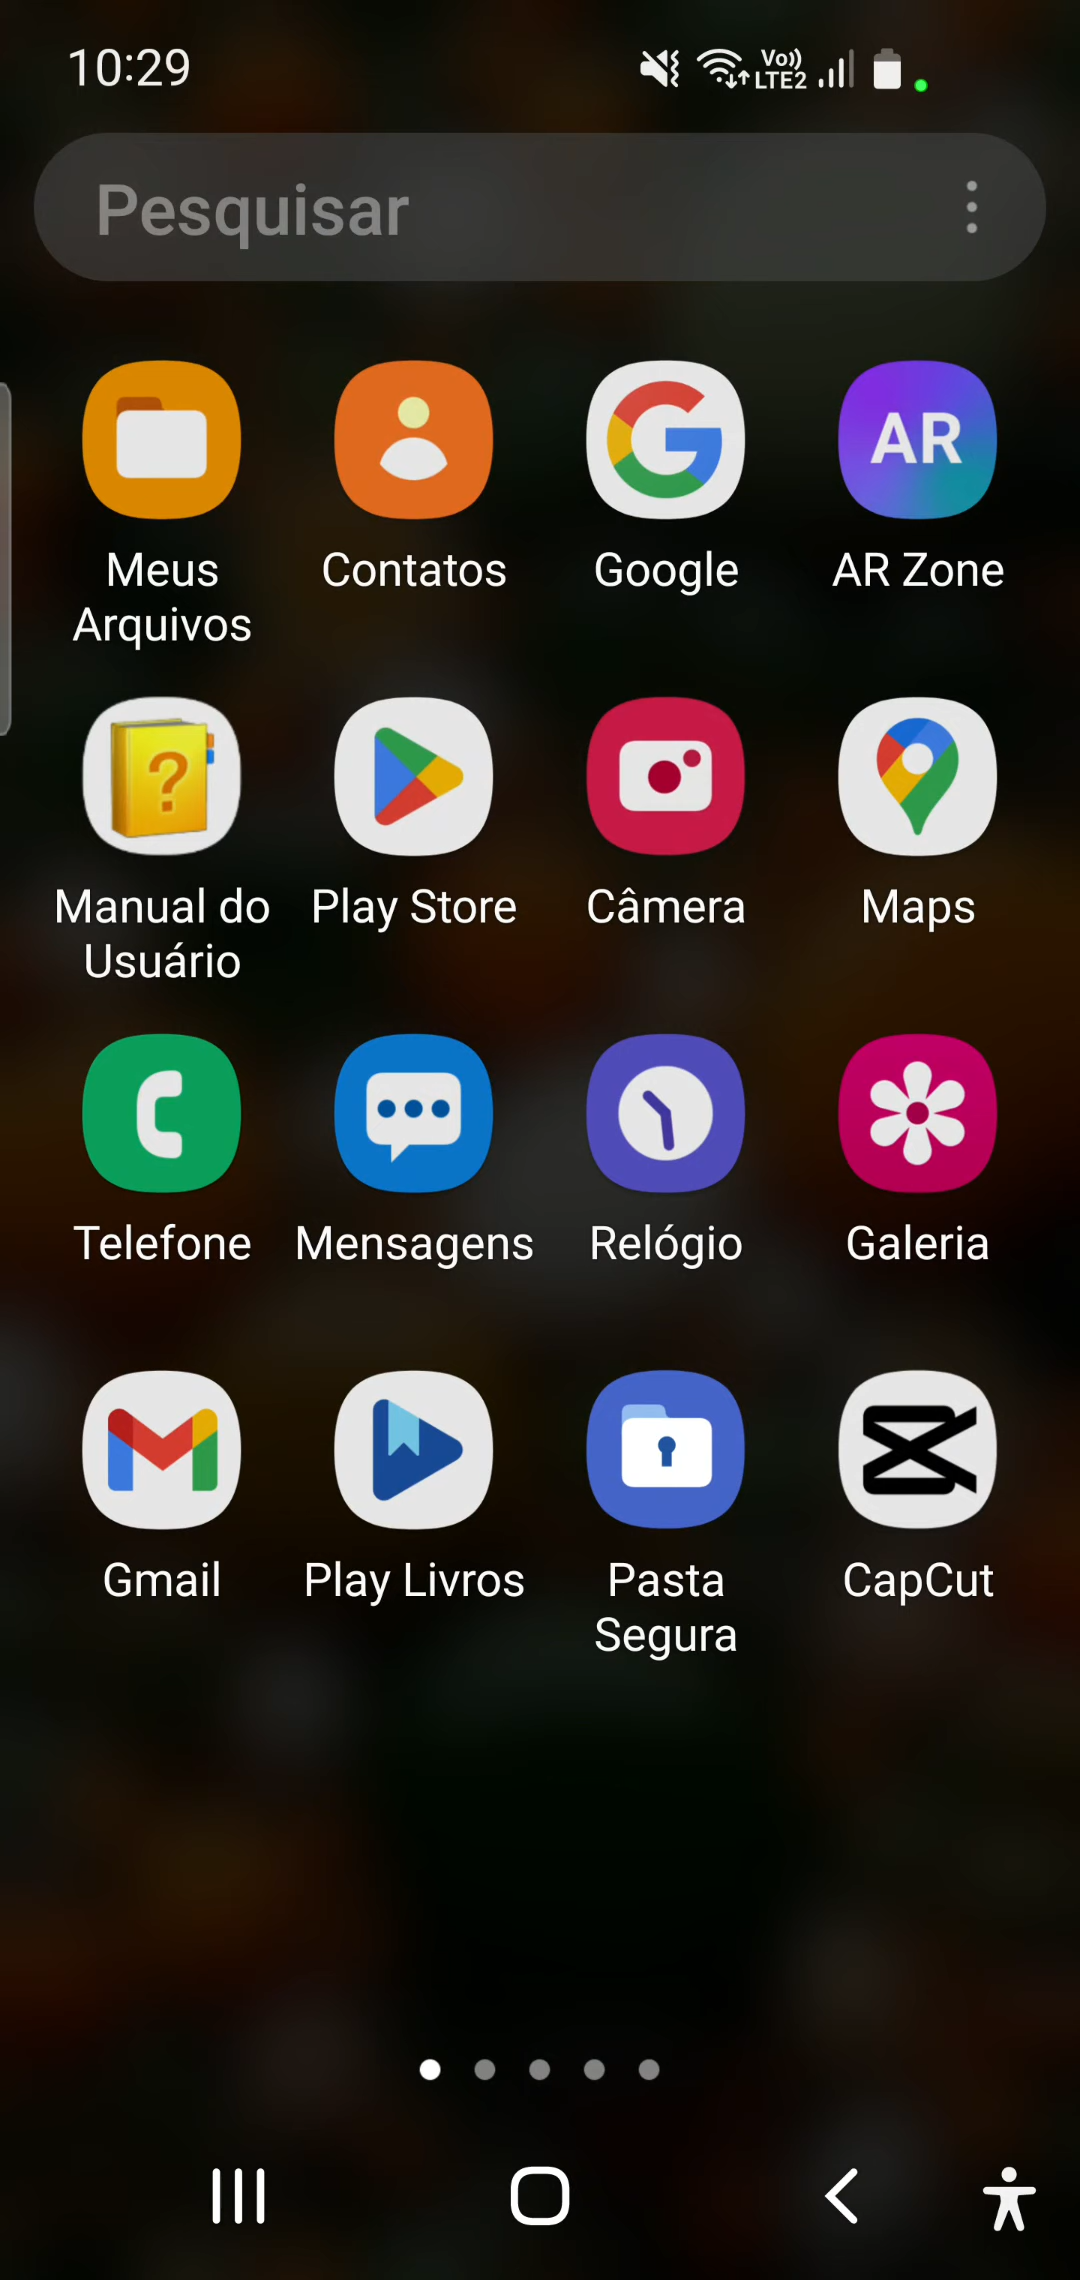 10:29
Vo)) LTE2
Pesquisar
AR
Meus Arquivos
Contatos
Google
AR Zone
?
Manual do Usuário
Play Store
Câmera
Maps
Telefone
Mensagens
Relógio
Galeria
Gmail
Play Livros
Pasta Segura
CapCut